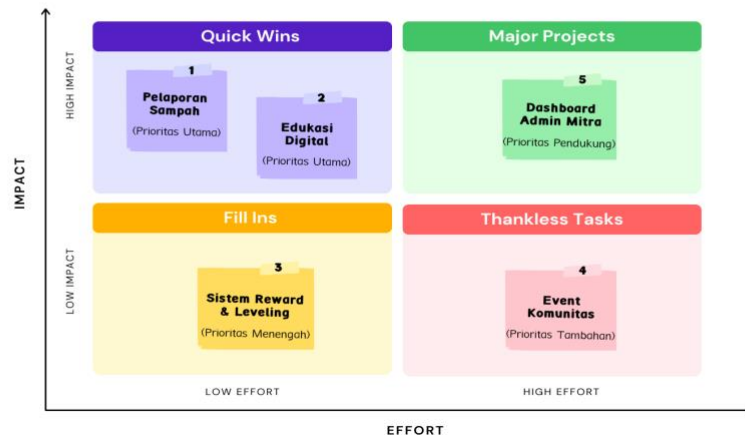 Quick Wins
Major Projects
HIGH IMPACT
1
Pelaporan
Sampah
(Prioritas Utama)
2
Edukasi
Digital
(Prioritas Utama)
5
Dashboard
Admin Mitra
(Prioritas Pendukung)
IMPACT
Fill Ins
Thankless Tasks
LOW IMPACT
3
Sistem Reward
& Leveling
(Prioritas Menengah)
4
Event
Komunitas
(Prioritas Tambahan)
LOW EFFORT
HIGH EFFORT
EFFORT